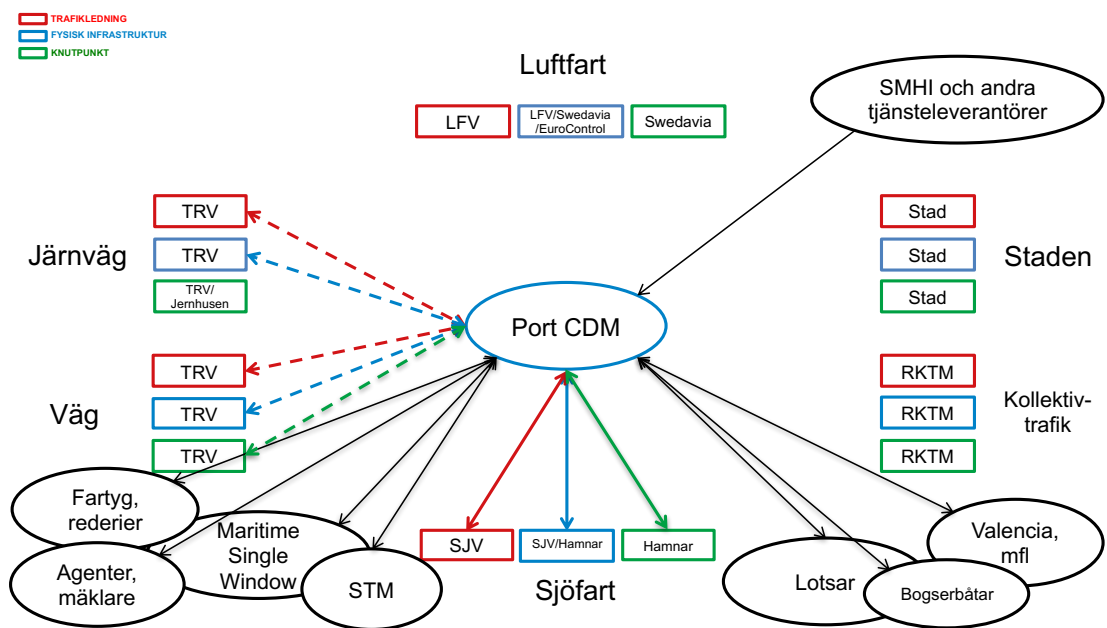 TRAFIKLEDNING
FYSISK INFRASTRUKTUR
KNUTPUNKT
Luftfart
LFV
LFV/Swedavia
/EuroControl
Swedavia
SMHI och andra
tjänsteleverantörer
Järnväg
TRV
TRV
TRV/
Jernhusen
Stad
Stad
Stad
Staden
Port CDM
Väg
TRV
TRV
TRV
RKTM
RKTM
RKTM
Kollektiv-
trafik
Fartyg,
rederier
Maritime
Single
Window
Agenter,
mäklare
STM
SJV
SJV/Hamnar
Hamnar
Sjöfart
Lotsar
Bogserbåtar
Valencia,
mfl